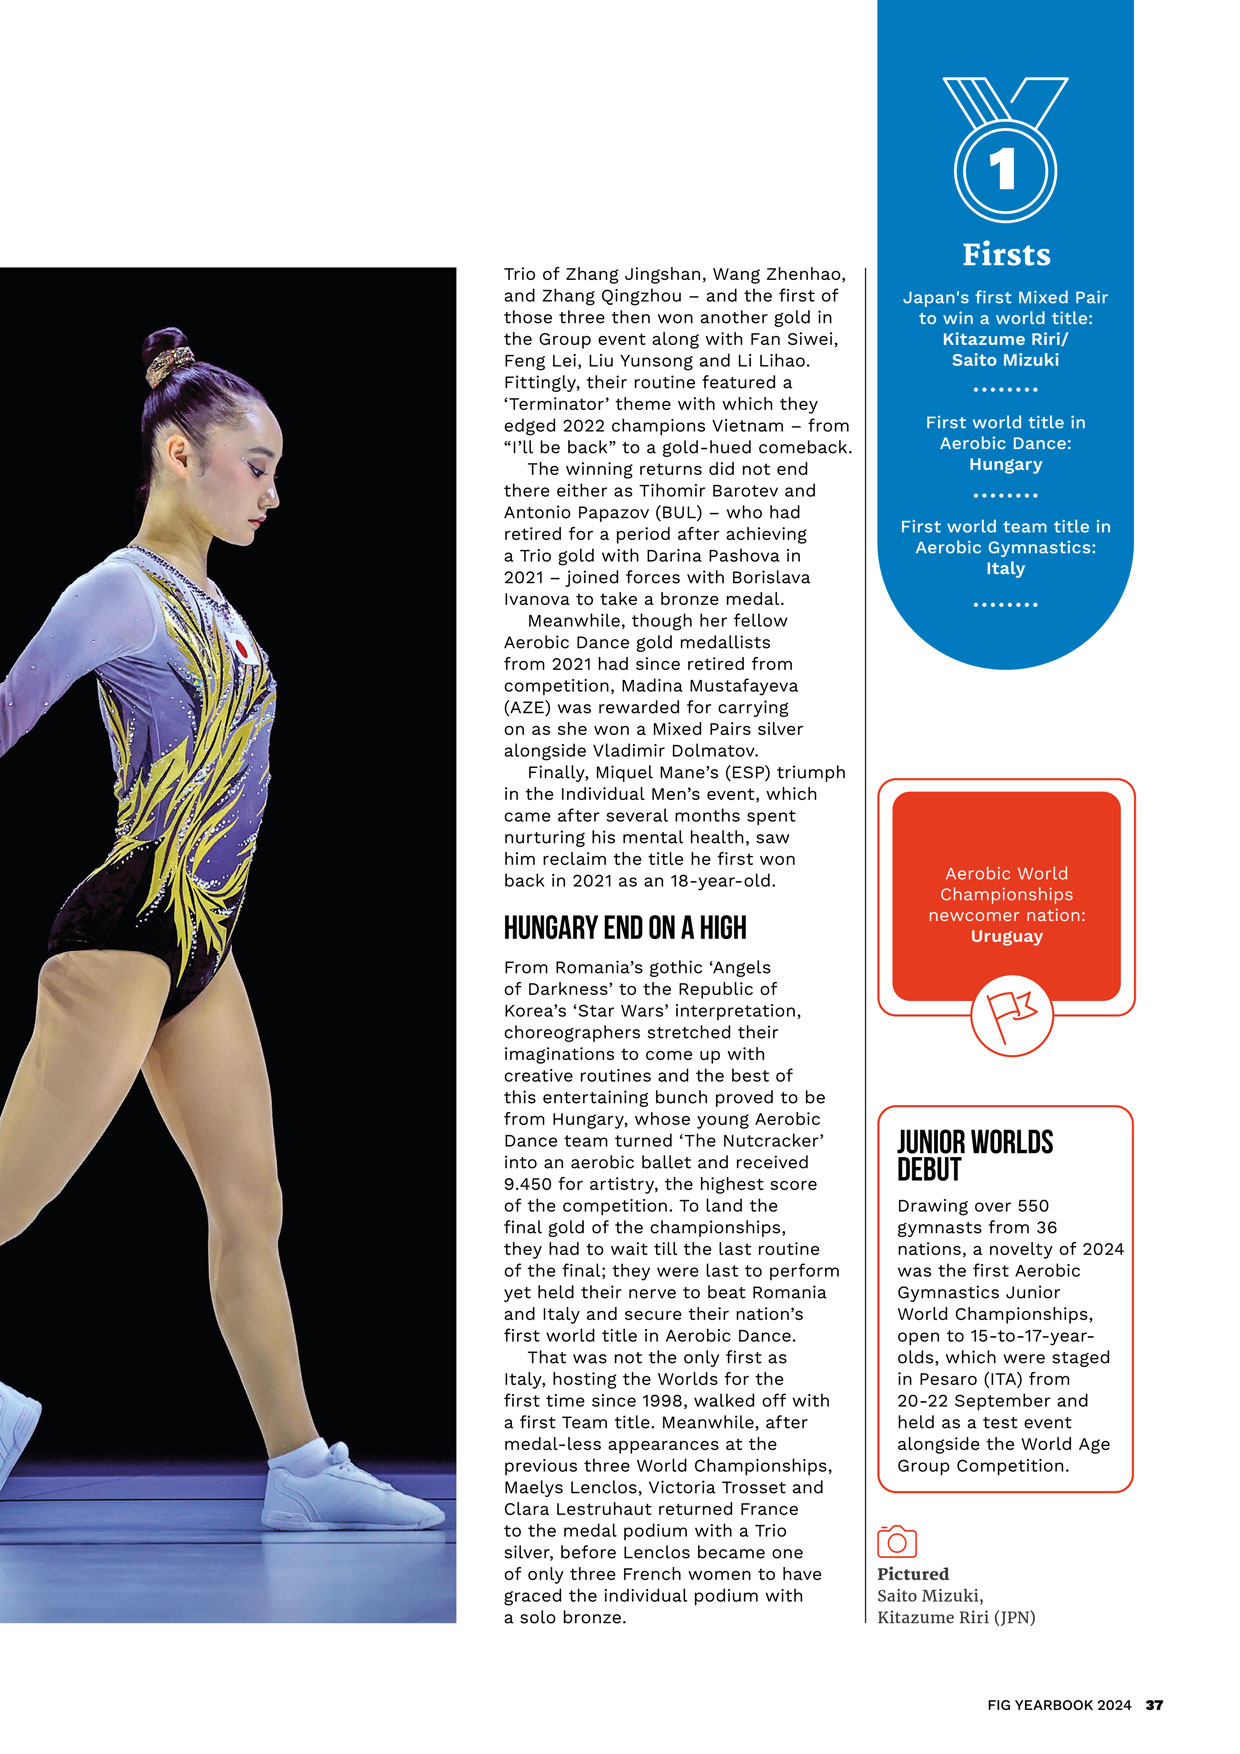 Trio of Zhang Jingshan, Wang Zhenhao,
and Zhang Qingzhou – and the first of
those three then won another gold in
the Group event along with Fan Siwei,
Feng Lei, Liu Yunsong and Li Lihao.
Fittingly, their routine featured a
‘Terminator’ theme with which they
edged 2022 champions Vietnam – from
“I’ll be back” to a gold-hued comeback.
The winning returns did not end
there either as Tihomir Barotev and
Antonio Papazov (BUL) – who had
retired for a period after achieving
a Trio gold with Darina Pashova in
2021 – joined forces with Borislava
Ivanova to take a bronze medal.
Meanwhile, though her fellow
Aerobic Dance gold medallists
from 2021 had since retired from
competition, Madina Mustafayeva
(AZE) was rewarded for carrying
on as she won a Mixed Pairs silver
alongside Vladimir Dolmatov.
Finally, Miquel Mane’s (ESP) triumph
in the Individual Men’s event, which
came after several months spent
nurturing his mental health, saw
him reclaim the title he first won
back in 2021 as an 18-year-old.
HUNGARY END ON A HIGH
From Romania’s gothic ‘Angels
of Darkness’ to the Republic of
Korea’s ‘Star Wars’ interpretation,
choreographers stretched their
imaginations to come up with
creative routines and the best of
this entertaining bunch proved to be
from Hungary, whose young Aerobic
Dance team turned ‘The Nutcracker’
into an aerobic ballet and received
9.450 for artistry, the highest score
of the competition. To land the
final gold of the championships,
they had to wait till the last routine
of the final; they were last to perform
yet held their nerve to beat Romania
and Italy and secure their nation’s
first world title in Aerobic Dance.
That was not the only first as
Italy, hosting the Worlds for the
first time since 1998, walked off with
a first Team title. Meanwhile, after
medal-less appearances at the
previous three World Championships,
Maelys Lenclos, Victoria Trosset and
Clara Lestruhaut returned France
to the medal podium with a Trio
silver, before Lenclos became one
of only three French women to have
graced the individual podium with
a solo bronze.
1
Firsts
Japan's first Mixed Pair
to win a world title:
Kitazume Riri/
Saito Mizuki
First world title in
Aerobic Dance:
Hungary
First world team title in
Aerobic Gymnastics:
Italy
Aerobic World
Championships
newcomer nation:
Uruguay
JUNIOR WORLDS
DEBUT
Drawing over 550
gymnasts from 36
nations, a novelty of 2024
was the first Aerobic
Gymnastics Junior
World Championships,
open to 15-to-17-year-
olds, which were staged
in Pesaro (ITA) from
20-22 September and
held as a test event
alongside the World Age
Group Competition.
Pictured
Saito Mizuki,
Kitazume Riri (JPN)
FIG YEARBOOK 2024 37